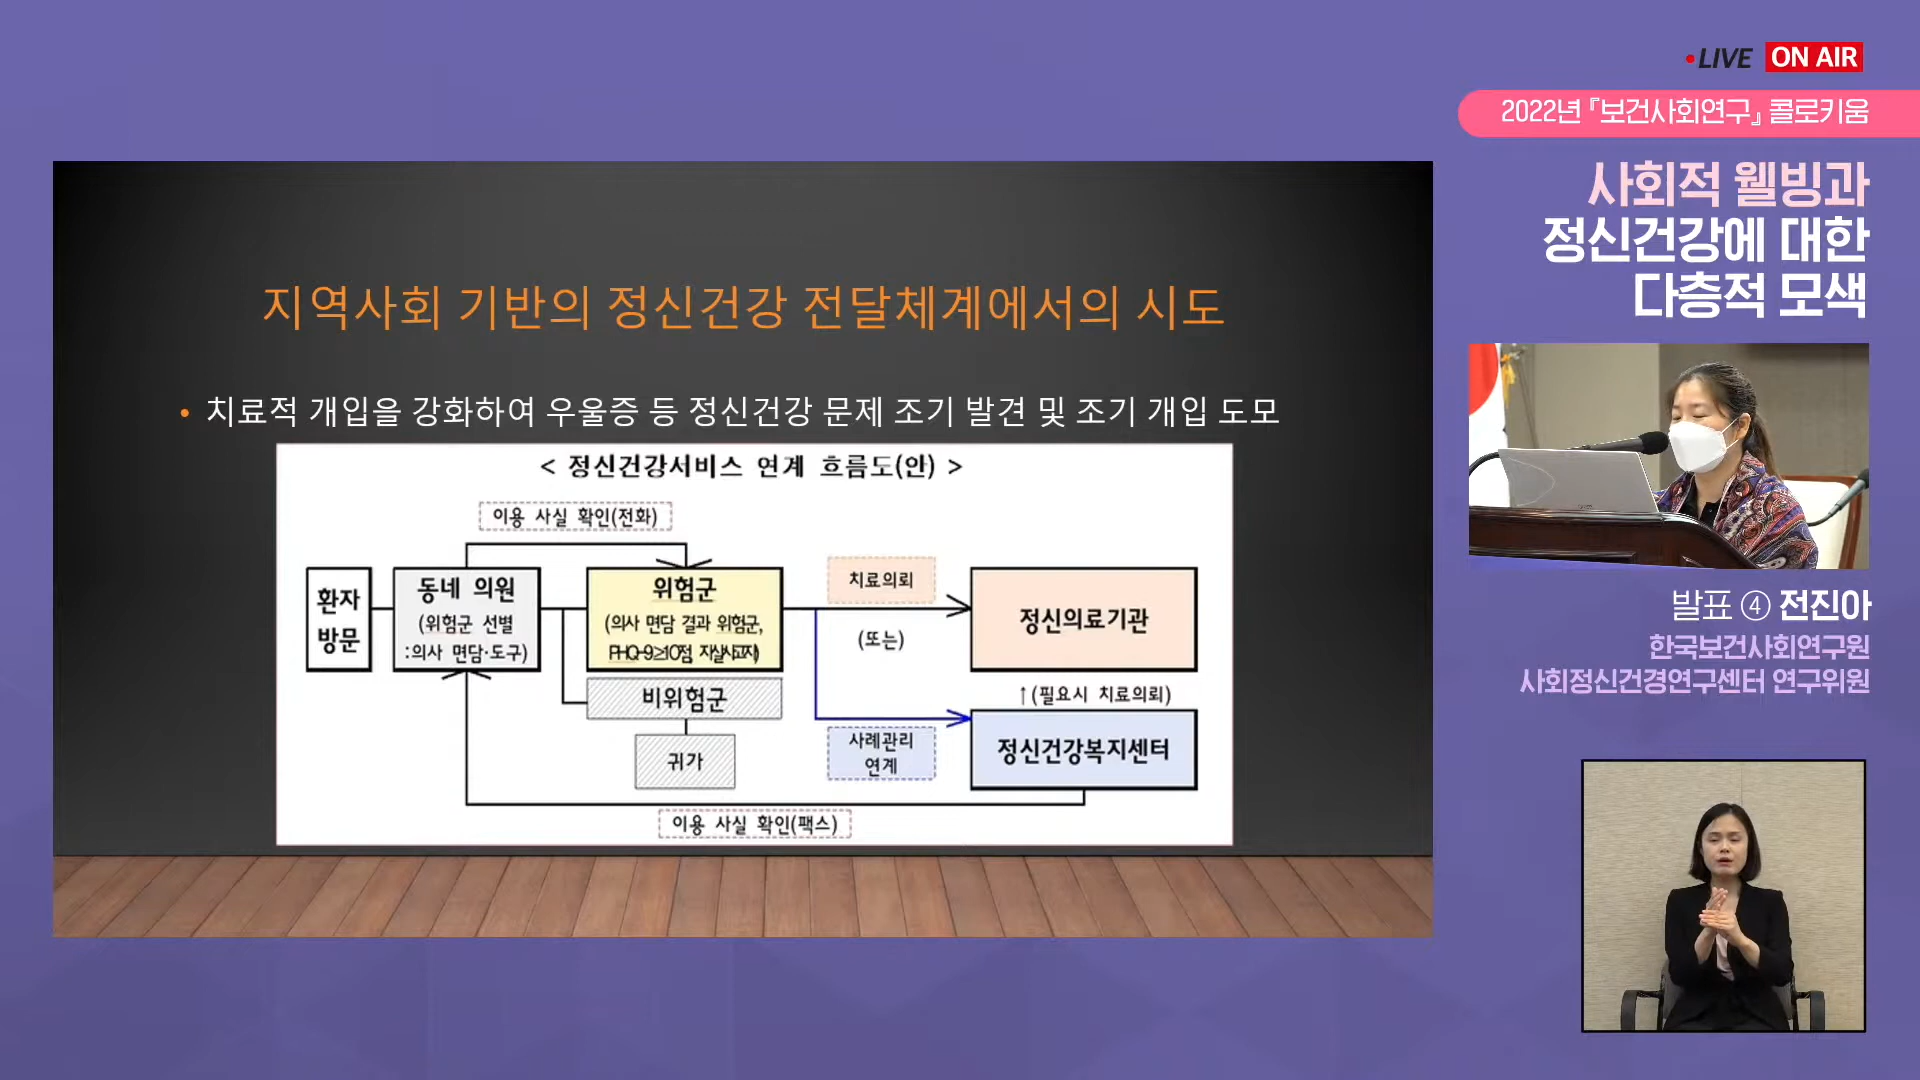 LIVE ON AIR
2022년 『보건사회연구』 콜로키움
사회적 웰빙과
정신건강에 대한
다층적 모색
지역사회 기반의 정신건강 전달체계에서의 시도
• 치료적 개입을 강화하여 우울증 등 정신건강 문제 조기 발견 및 조기 개입 도모
< 정신건강서비스 연계 흐름도(안) >
이용 사실 확인(전화)
환자
방문
동네 의원
(위험군 선별
:의사 면담·도구)
위험군
(의사 면담 결과 위험군,
PHQ-9≥10점, 자살사고지)
비위험군
귀가
치료의뢰
(또는)
사례관리
연계
정신의료기관
↑(필요시 치료의뢰)
정신건강복지센터
이용 사실 확인(팩스)
발표 ④ 전진아
한국보건사회연구원
사회정신건경연구센터 연구위원